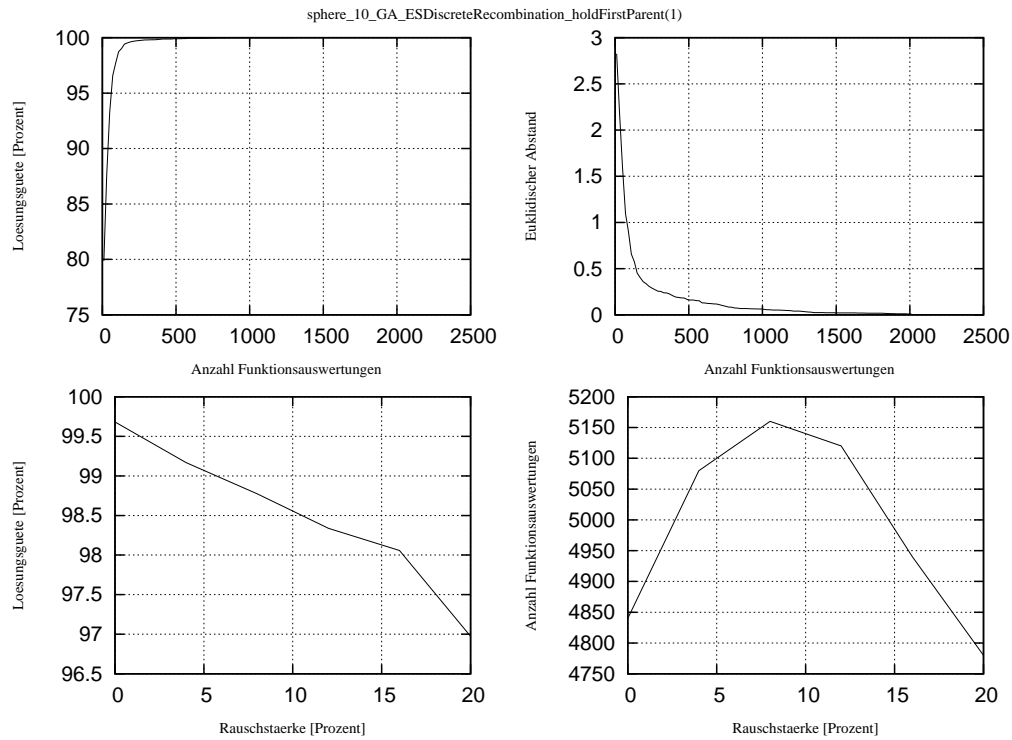 sphere_10_GA_ESDiscreteRecombination_holdFirstParent(1)
Loesungsguete [Prozent]
100
95
90
85
80
75
0 500 1000 1500 2000 2500
Anzahl Funktionsauswertungen
Euklidischer Abstand
3
2.5
2
1.5
1
0.5
0
0 500 1000 1500 2000 2500
Anzahl Funktionsauswertungen
Loesungsguete [Prozent]
100
99.5
99
98.5
98
97.5
97
96.5
0 5 10 15 20
Rauschstaerke [Prozent]
Anzahl Funktionsauswertungen
5200
5150
5100
5050
5000
4950
4900
4850
4800
4750
0 5 10 15 20
Rauschstaerke [Prozent]